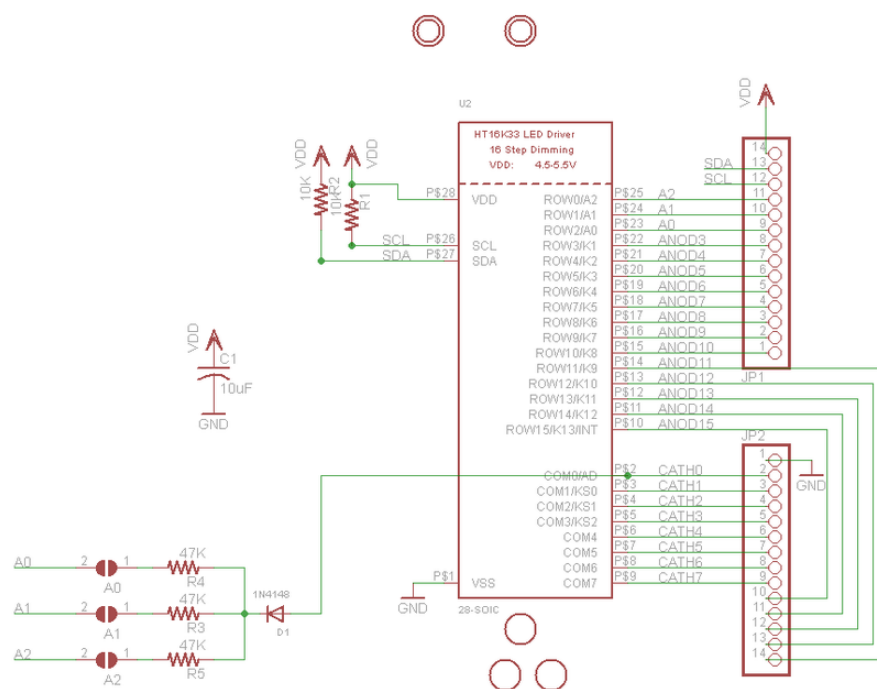 U2
HT16K33 LED Driver
16 Step Dimming
VDD: 4.5-5.5V
VDD
VDD
VDD
10K
R2
10K
R1
SCL
SDA
P$28
P$26
P$27
VDD
SCL
SDA
ROW0/A2 P$25 A2
ROW1/A1 P$24 A1
ROW2/A0 P$23 A0
ROW3/K1 P$22 ANOD3
ROW4/K2 P$21 ANOD4
ROW5/K3 P$20 ANOD5
ROW6/K4 P$19 ANOD6
ROW7/K5 P$18 ANOD7
ROW8/K6 P$17 ANOD8
ROW9/K7 P$16 ANOD9
ROW10/K8 P$15 ANOD10
ROW11/K9 P$14 ANOD11
ROW12/K10 P$13 ANOD12
ROW13/K11 P$12 ANOD13
ROW14/K12 P$11 ANOD14
ROW15/K13/INT P$10 ANOD15
SDA
SCL
14
13
12
11
10
9
8
7
6
5
4
3
2
1
JP1
VDD
C1
10uF
GND
JP2
COM0/AD P$2 CATH0
COM1/KS0 P$3 CATH1
COM2/KS1 P$4 CATH2
COM3/KS2 P$5 CATH3
COM4 P$6 CATH4
COM5 P$7 CATH5
COM6 P$8 CATH6
COM7 P$9 CATH7
1
2
3
4
5
6
7
8
9
10
11
12
13
14
GND
A0 2 1 47K
A0 R4
A1 2 1 47K
A1 R3
A2 2 1 47K
A2 R5
1N4148
D1
P$1 VSS
GND
28-SOIC